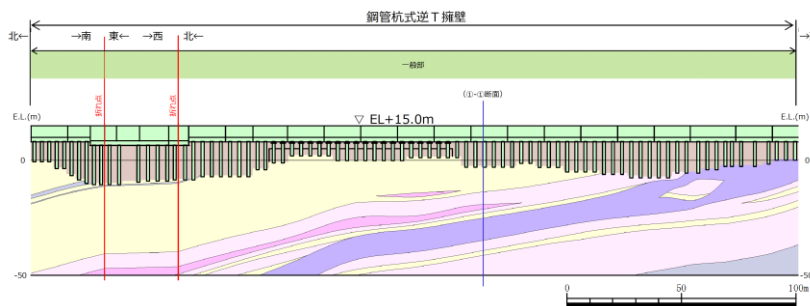 鋼管杭式逆T擁壁
北← →南 東← →西 北← →
一般部
(①-①断面)
折れ点
折れ点
E.L.(m)
E.L.(m)
▽ EL+15.0m
0
0
-50
-50
0 50 100m